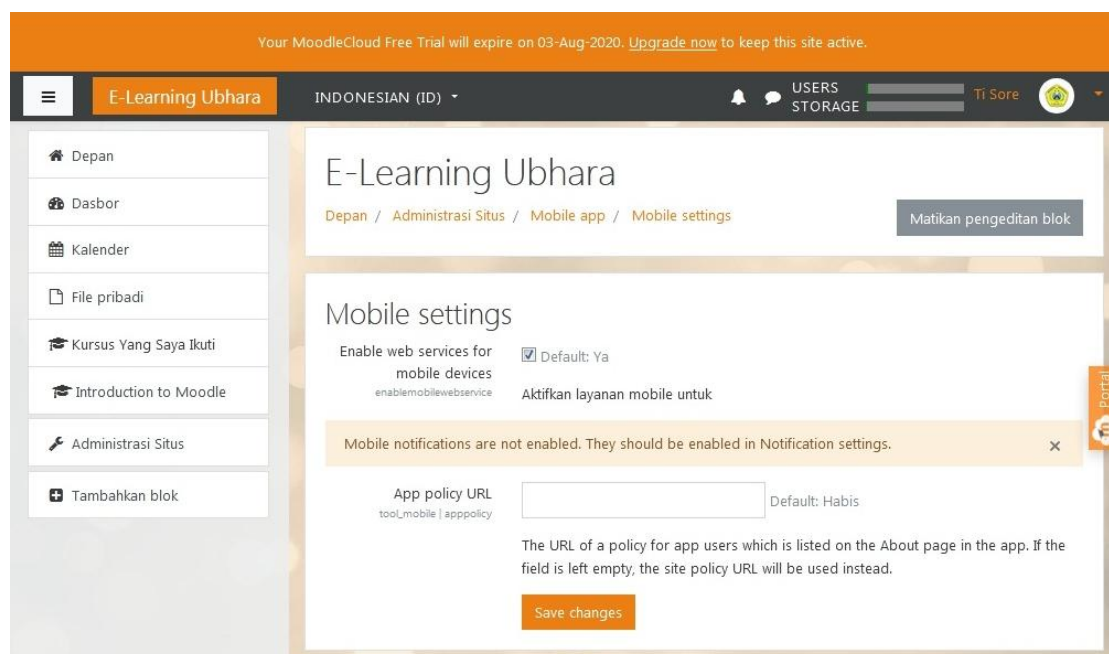 Your MoodleCloud Free Trial will expire on 03-Aug-2020. Upgrade now to keep this site active.
E-Learning Ubhara
INDONESIAN (ID)
USERS
STORAGE
Ti Sore
Depan
Dasbor
Kalender
File pribadi
Kursus Yang Saya Ikuti
Introduction to Moodle
Administrasi Situs
Tambahkan blok
E-Learning Ubhara
Depan / Administrasi Situs / Mobile app / Mobile settings
Matikan pengeditan blok
Mobile settings
Enable web services for
mobile devices
enablemobilewebservice
Default: Ya
Aktifkan layanan mobile untuk
Mobile notifications are not enabled. They should be enabled in Notification settings.
App policy URL
tool_mobile | apppolicy
Default: Habis
The URL of a policy for app users which is listed on the About page in the app. If the
field is left empty, the site policy URL will be used instead.
Save changes
Portal